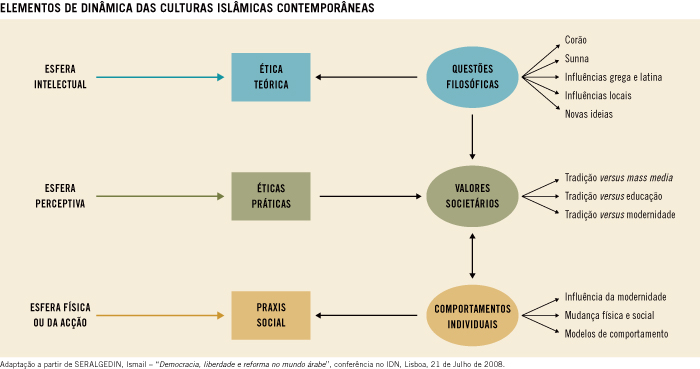 ELEMENTOS DE DINÂMICA DAS CULTURAS ISLÂMICAS CONTEMPORÂNEAS
ESFERA
INTELECTUAL
ÉTICA
TEÓRICA
QUESTÕES
FILOSÓFICAS
Corão
Sunna
Influências grega e latina
Influências locais
Novas ideias
ESFERA
PERCEPTIVA
ÉTICAS
PRÁTICAS
VALORES
SOCIETÁRIOS
Tradição versus mass media
Tradição versus educação
Tradição versus modernidade
ESFERA FÍSICA
OU DA ACÇÃO
PRAXIS
SOCIAL
COMPORTAMENTOS
INDIVIDUAIS
Influência da modernidade
Mudança física e social
Modelos de comportamento
Adaptação a partir de SERALGEDIN, Ismail – “Democracia, liberdade e reforma no mundo árabe”, conferência no IDN, Lisboa, 21 de Julho de 2008.